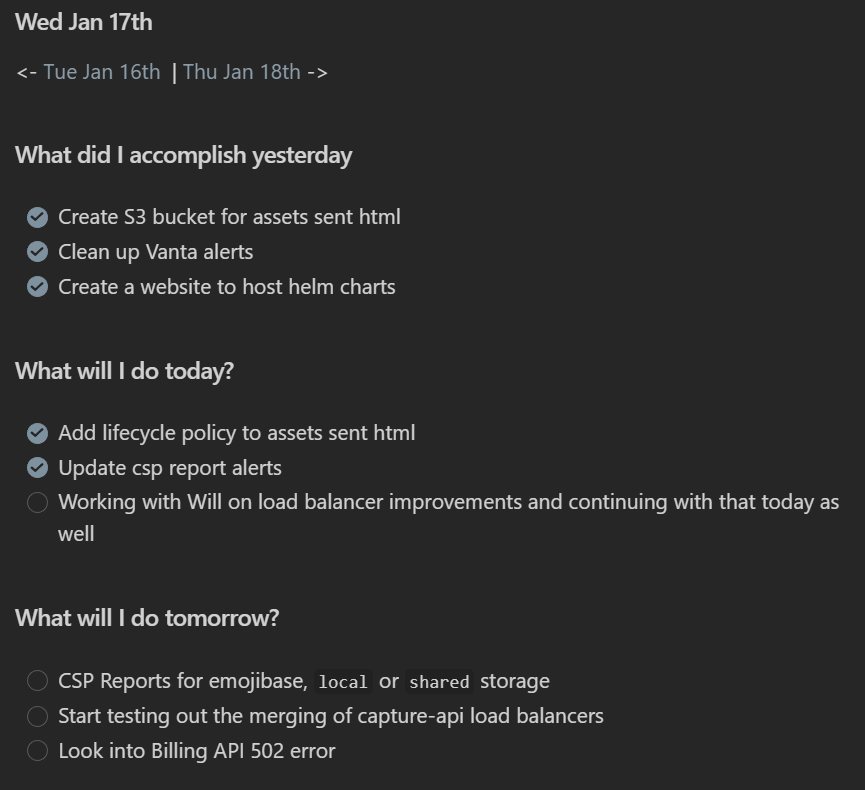 Wed Jan 17th
<- Tue Jan 16th | Thu Jan 18th ->
What did I accomplish yesterday
Create S3 bucket for assets sent html
Clean up Vanta alerts
Create a website to host helm charts
What will I do today?
Add lifecycle policy to assets sent html
Update csp report alerts
Working with Will on load balancer improvements and continuing with that today as
well
What will I do tomorrow?
CSP Reports for emojibase, local or shared storage
Start testing out the merging of capture-api load balancers
Look into Billing API 502 error